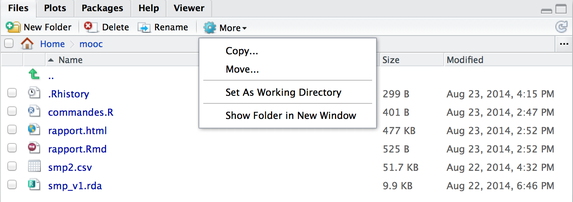 Files Plots Packages Help Viewer
New Folder Delete Rename More
Home mooc ...
Name Size Modified
..
.Rhistory 299 B Aug 23, 2014, 4:15 PM
commandes.R 401 B Aug 23, 2014, 2:47 PM
rapport.html 477 KB Aug 23, 2014, 2:52 PM
rapport.Rmd 525 B Aug 23, 2014, 2:52 PM
smp2.csv 51.7 KB Aug 22, 2014, 4:32 PM
smp_v1.rda 9.9 KB Aug 22, 2014, 6:46 PM
Copy...
Move...
Set As Working Directory
Show Folder in New Window